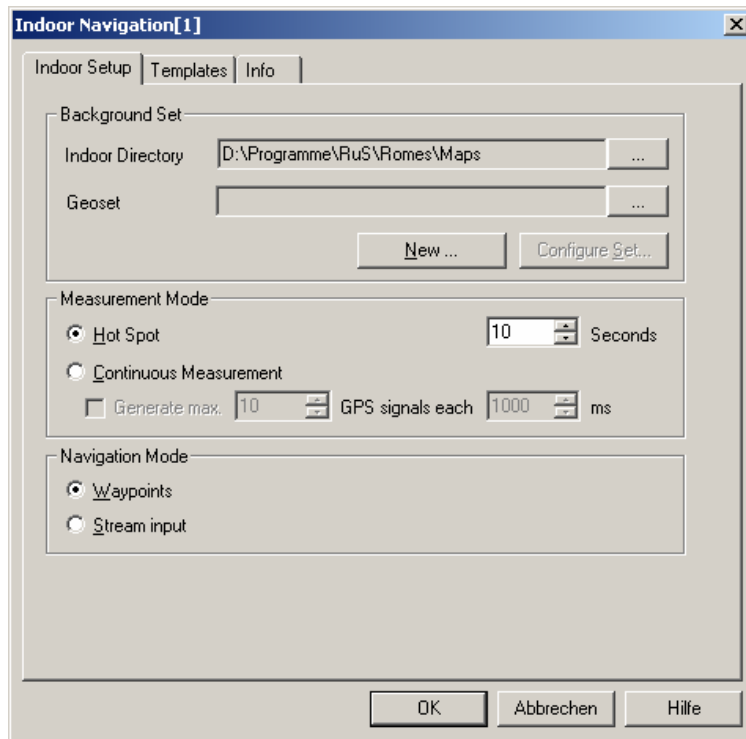 Indoor Navigation[1]
Indoor Setup Templates Info
Background Set
Indoor Directory D:\Programme\RuS\Romes\Maps ...
Geoset ...
New ... Configure Set...
Measurement Mode
Hot Spot 10 Seconds
Continuous Measurement
Generate max. 10 GPS signals each 1000 ms
Navigation Mode
Waypoints
Stream input
OK Abbrechen Hilfe